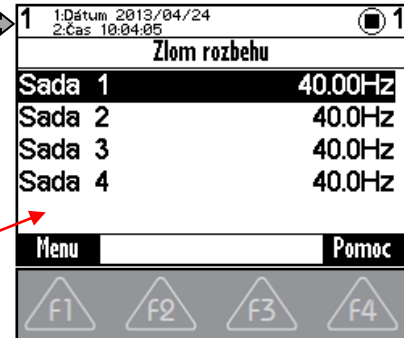 1 1:Dátum 2013/04/24 1
2:Čas 10:04:05
Zlom rozbehu
Sada 1 40.00Hz
Sada 2 40.0Hz
Sada 3 40.0Hz
Sada 4 40.0Hz
Menu Pomoc
F1 F2 F3 F4